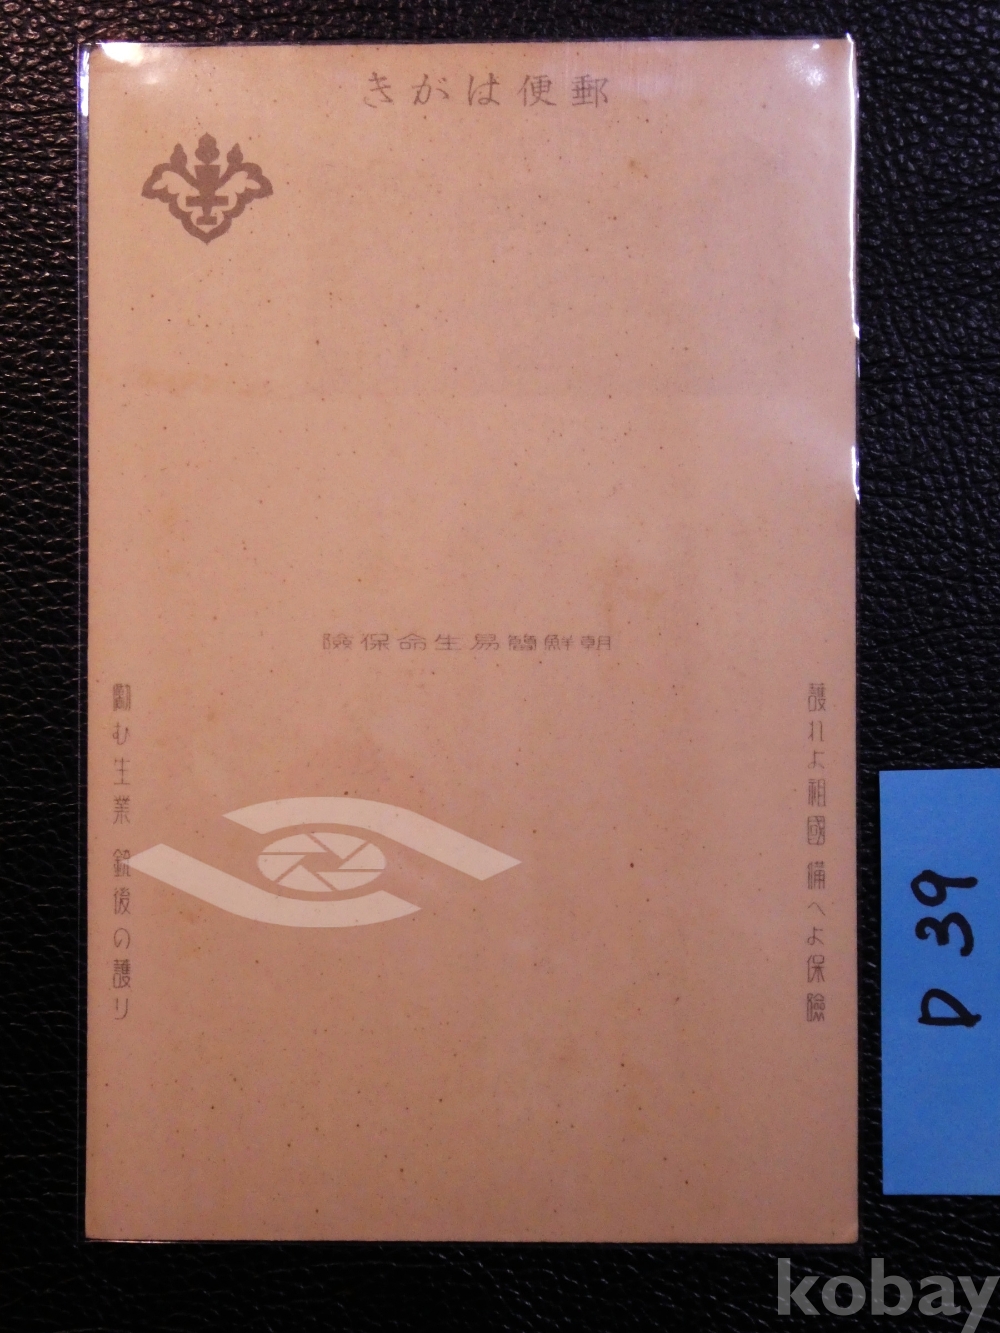 郵便はがき
朝鮮簡易生命保險
護れよ祖國 備へよ保險
勵む生業 銃後の護り
D 39
kobay